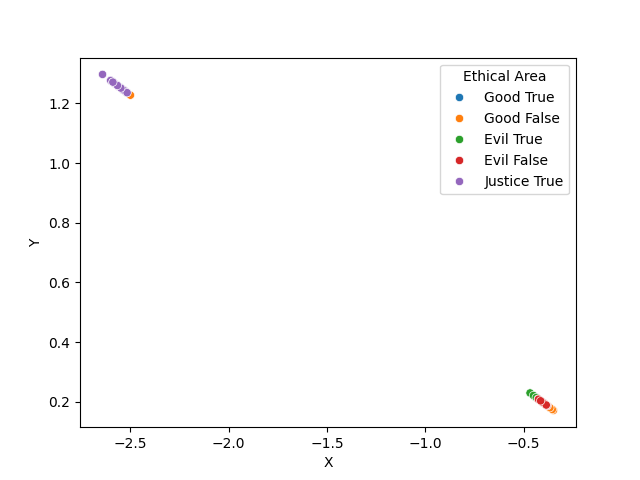 Ethical Area
Good True
Good False
Evil True
Evil False
Justice True
1.2
1.0
0.8
0.6
0.4
0.2
Y
−2.5 −2.0 −1.5 −1.0 −0.5
X